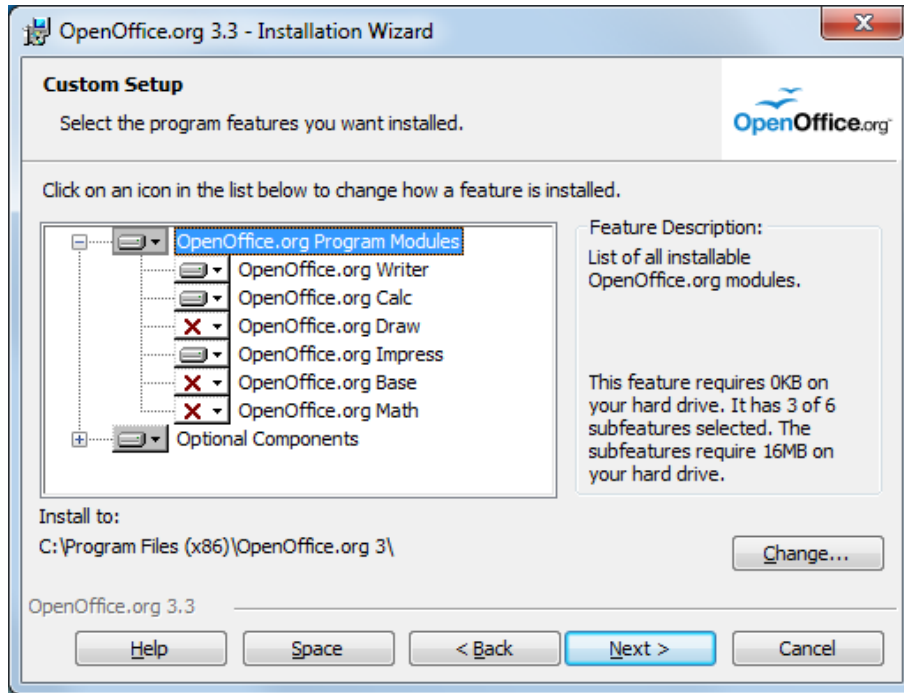 OpenOffice.org 3.3 - Installation Wizard
Custom Setup
Select the program features you want installed.
OpenOffice.org
Click on an icon in the list below to change how a feature is installed.
OpenOffice.org Program Modules
OpenOffice.org Writer
OpenOffice.org Calc
OpenOffice.org Draw
OpenOffice.org Impress
OpenOffice.org Base
OpenOffice.org Math
Optional Components
Feature Description:
List of all installable
OpenOffice.org modules.
This feature requires 0KB on
your hard drive. It has 3 of 6
subfeatures selected. The
subfeatures require 16MB on
your hard drive.
Install to:
C:\Program Files (x86)\OpenOffice.org 3\
Change...
OpenOffice.org 3.3
Help
Space
< Back
Next >
Cancel